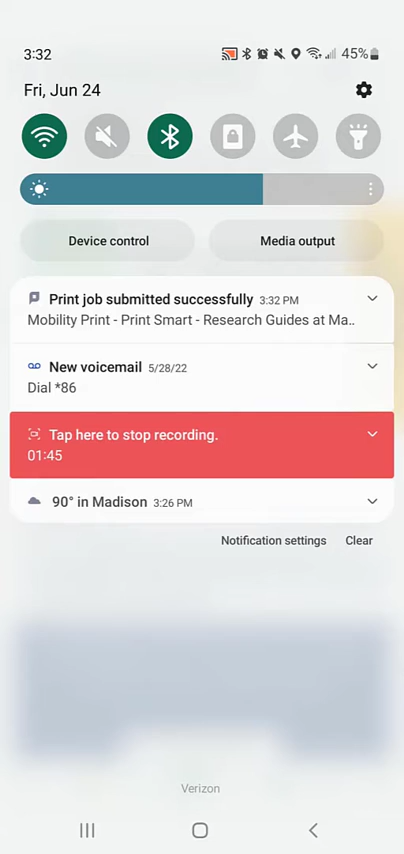 3:32
45%
Fri, Jun 24
Device control
Media output
Print job submitted successfully 3:32 PM
Mobility Print - Print Smart - Research Guides at Ma..
New voicemail 5/28/22
Dial *86
Tap here to stop recording.
01:45
90° in Madison 3:26 PM
Notification settings
Clear
Verizon